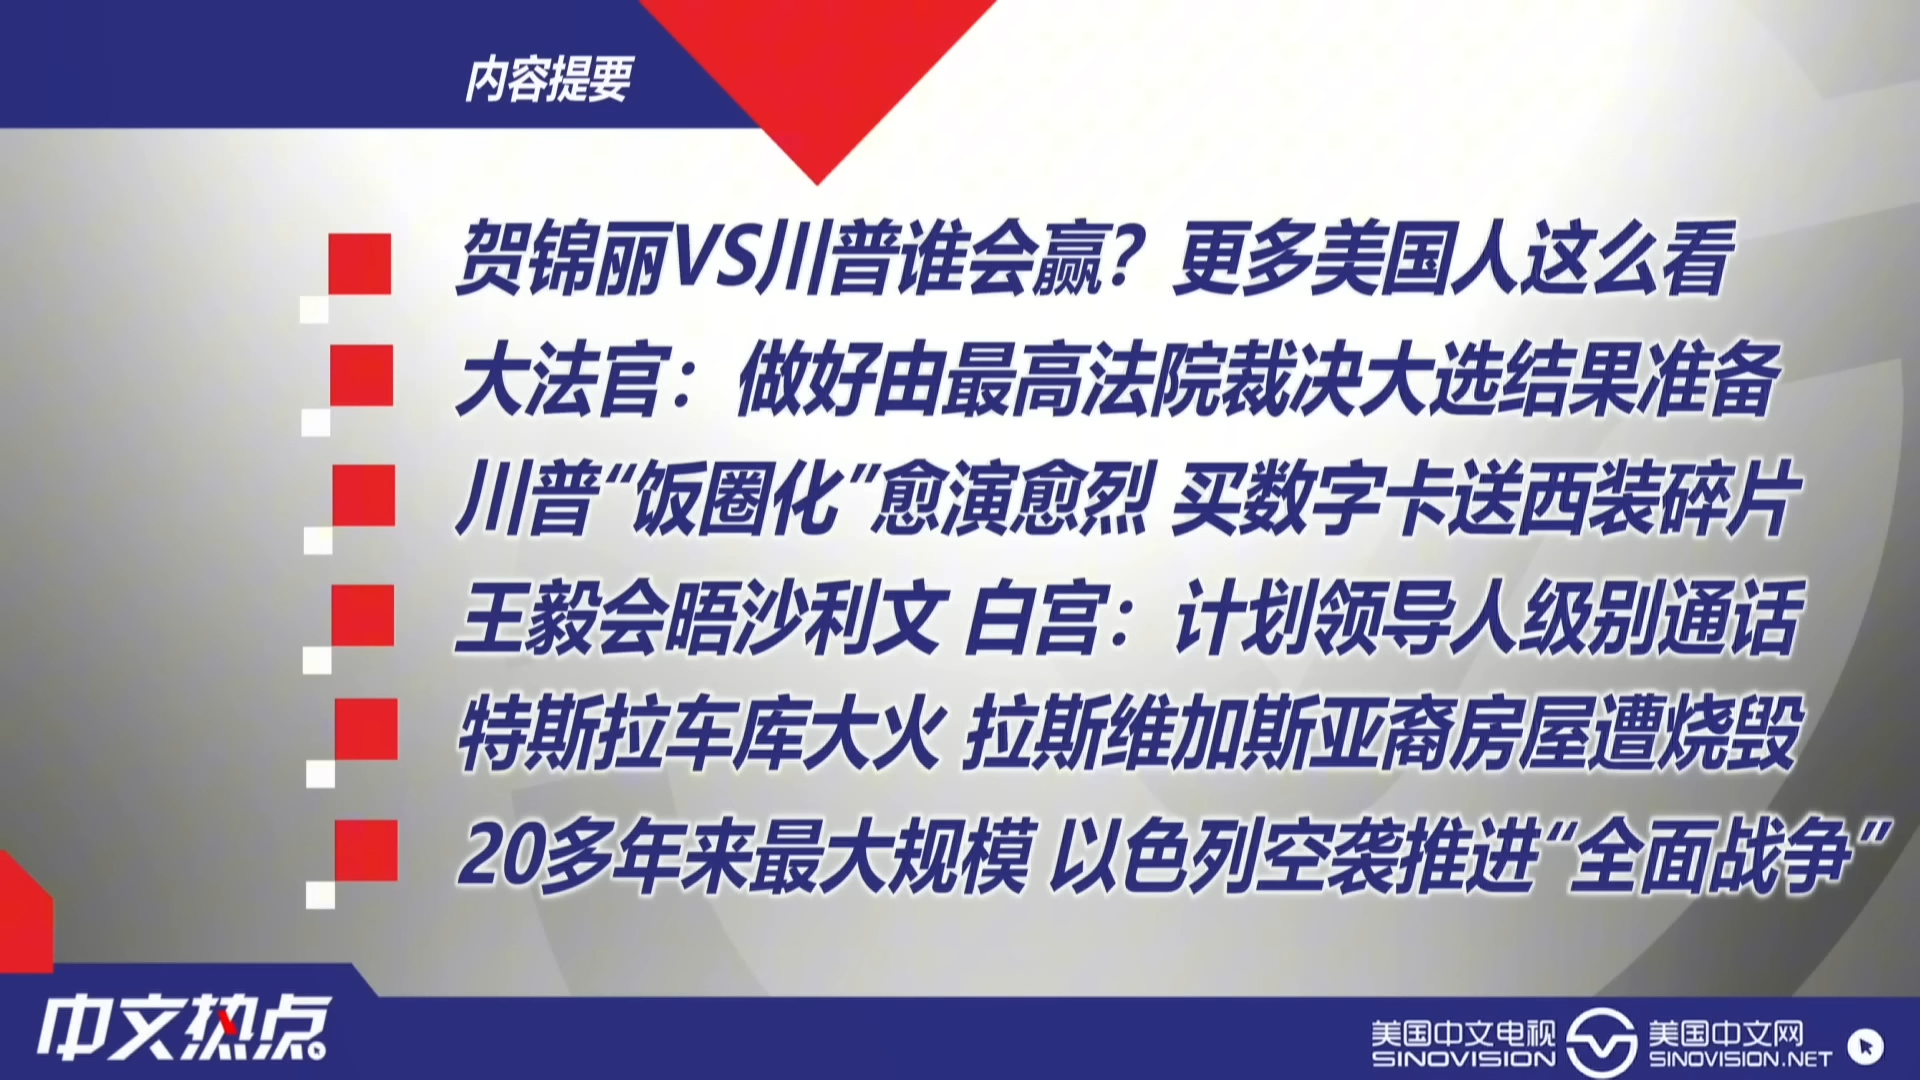 内容提要
贺锦丽VS川普谁会赢？更多美国人这么看
大法官：做好由最高法院裁决大选结果准备
川普“饭圈化”愈演愈烈 买数字卡送西装碎片
王毅会晤沙利文 白宫：计划领导人级别通话
特斯拉车库大火 拉斯维加斯亚裔房屋遭烧毁
20多年来最大规模 以色列空袭推进“全面战争”
中文热点
美国中文电视
SINOVISION
美国中文网
SINOVISION.NET